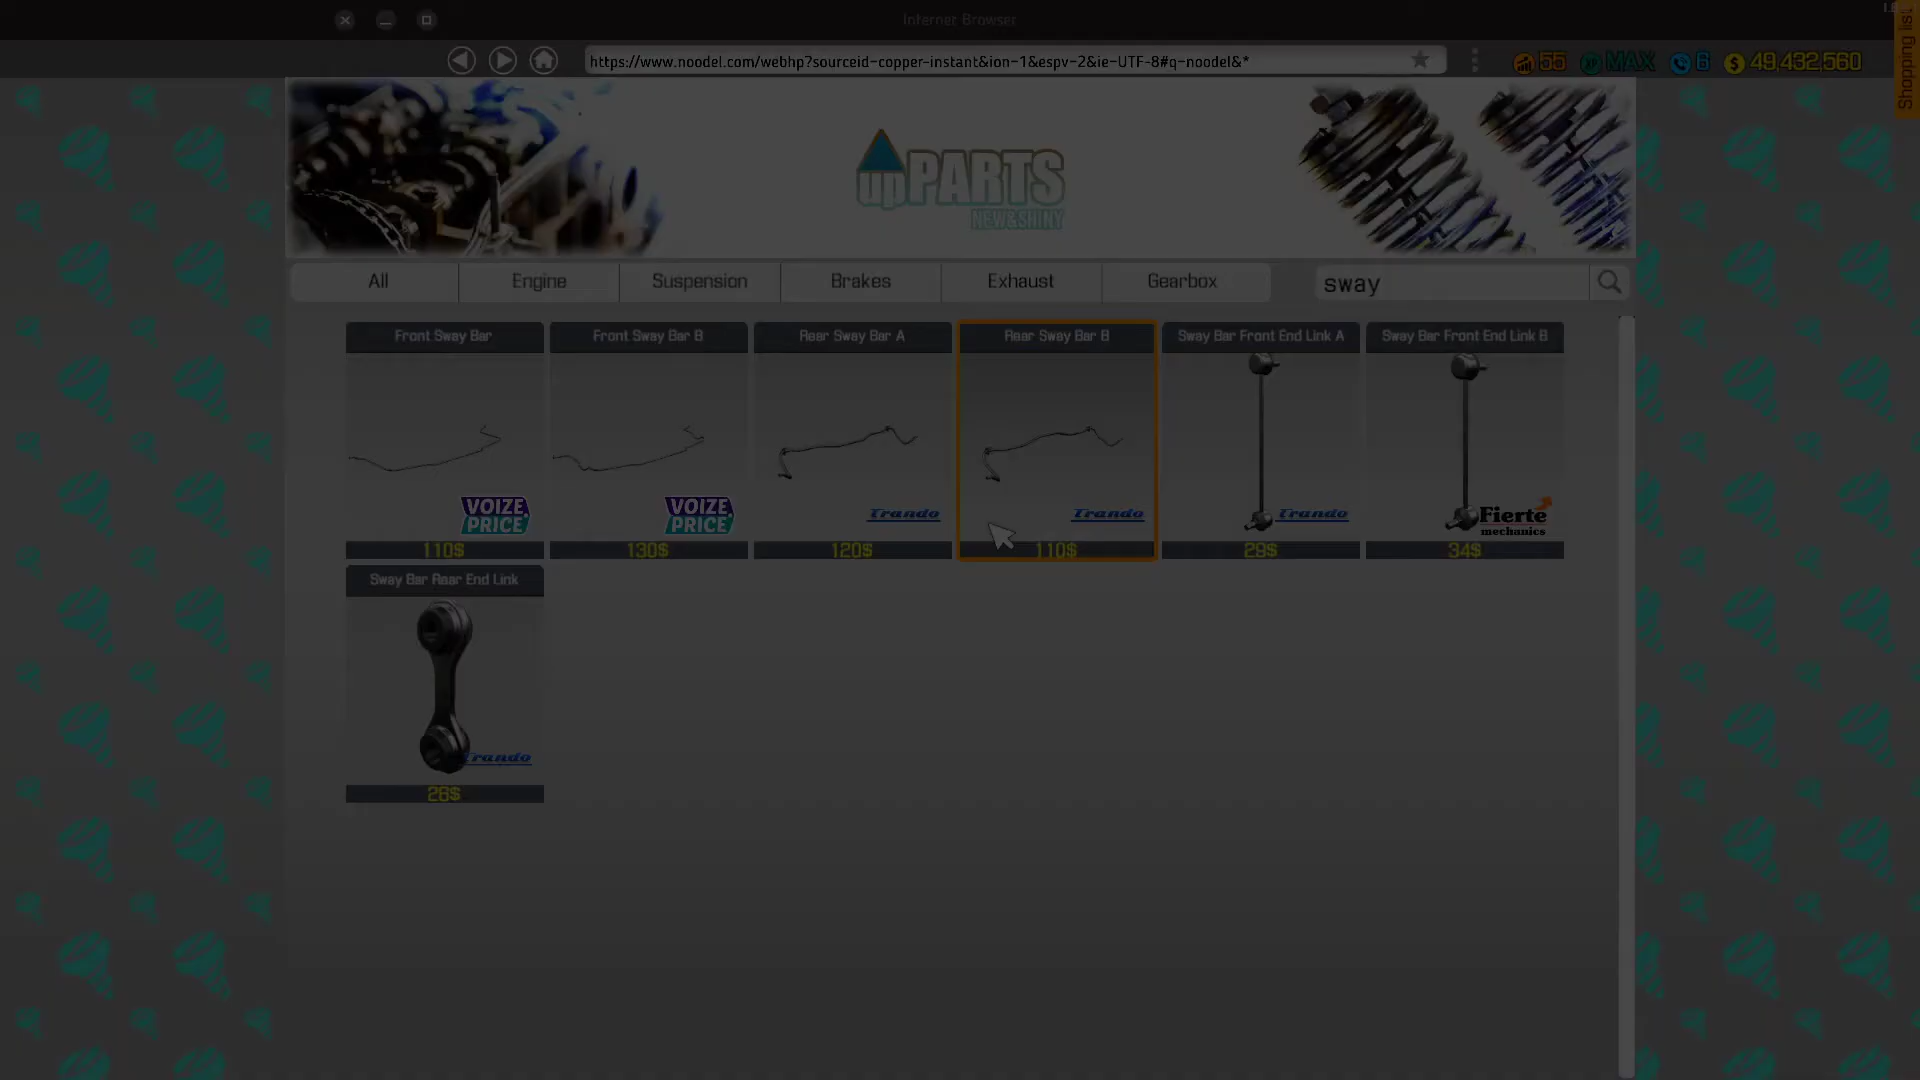 Internet Browser
https://www.noodel.com/webhp?sourceid-copper-instant&ion-1&espv-2&ie-UTF-8#q-noodel&*
55
MAX
6
49,432,560
Shopping list
upPARTS
NEW&SHINY
All
Engine
Suspension
Brakes
Exhaust
Gearbox
sway
Front Sway Bar
Front Sway Bar B
Rear Sway Bar A
Rear Sway Bar B
Sway Bar Front End Link A
Sway Bar Front End Link B
VOIZE PRICE
VOIZE PRICE
Trando
Trando
Trando
Fierte mechanics
110$
130$
120$
110$
29$
34$
Sway Bar Rear End Link
Trando
26$